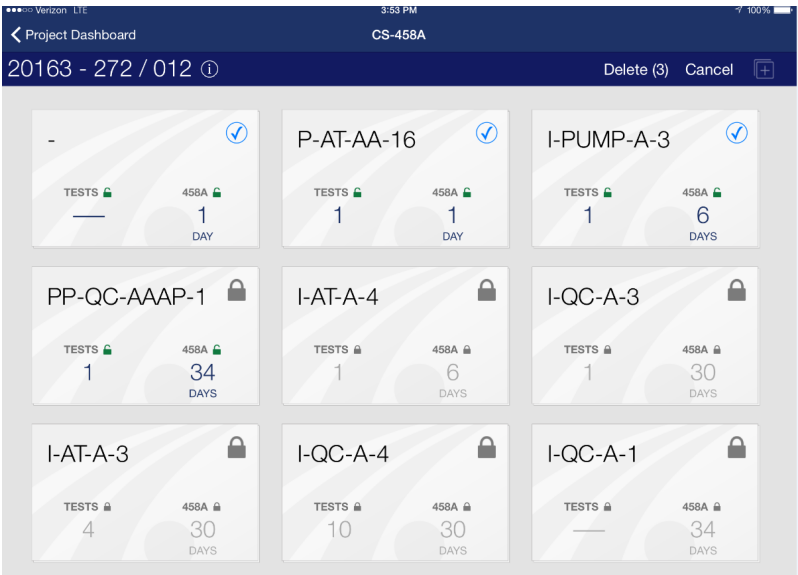 Verizon LTE 3:53 PM 100%
Project Dashboard CS-458A
20163 - 272 / 012 Delete (3) Cancel
- P-AT-AA-16 I-PUMP-A-3
TESTS 458A TESTS 458A TESTS 458A
— 1 1 1 1 6
DAY DAY DAYS
PP-QC-AAAP-1 I-AT-A-4 I-QC-A-3
TESTS 458A TESTS 458A TESTS 458A
1 34 1 6 1 30
DAYS DAYS DAYS
I-AT-A-3 I-QC-A-4 I-QC-A-1
TESTS 458A TESTS 458A TESTS 458A
4 30 10 30 — 34
DAYS DAYS DAYS